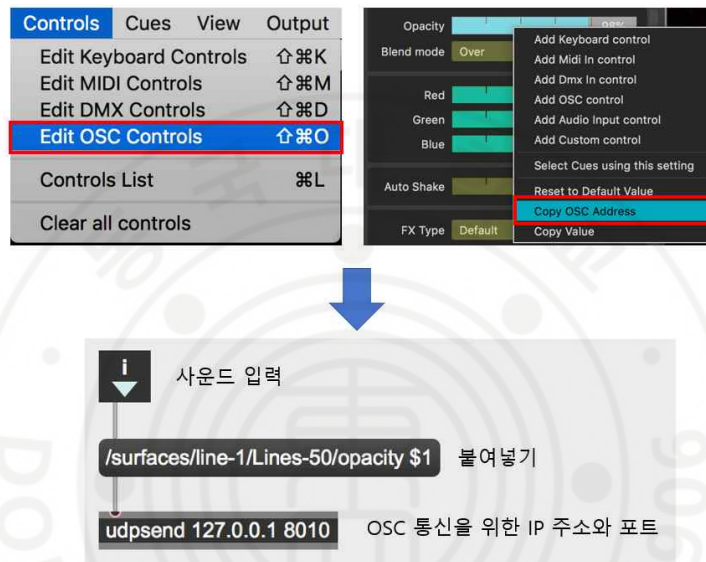 Controls Cues View Output
Edit Keyboard Controls ⇧⌘K
Edit MIDI Controls ⇧⌘M
Edit DMX Controls ⇧⌘D
Edit OSC Controls ⇧⌘O
Controls List ⌘L
Clear all controls
Opacity 98%
Blend mode Over
Red
Green
Blue
Auto Shake
FX Type Default
Add Keyboard control
Add Midi In control
Add Dmx In control
Add OSC control
Add Audio Input control
Add Custom control
Select Cues using this setting
Reset to Default Value
Copy OSC Address
Copy Value
i 사운드 입력
/surfaces/line-1/Lines-50/opacity $1 붙여넣기
udpsend 127.0.0.1 8010 OSC 통신을 위한 IP 주소와 포트